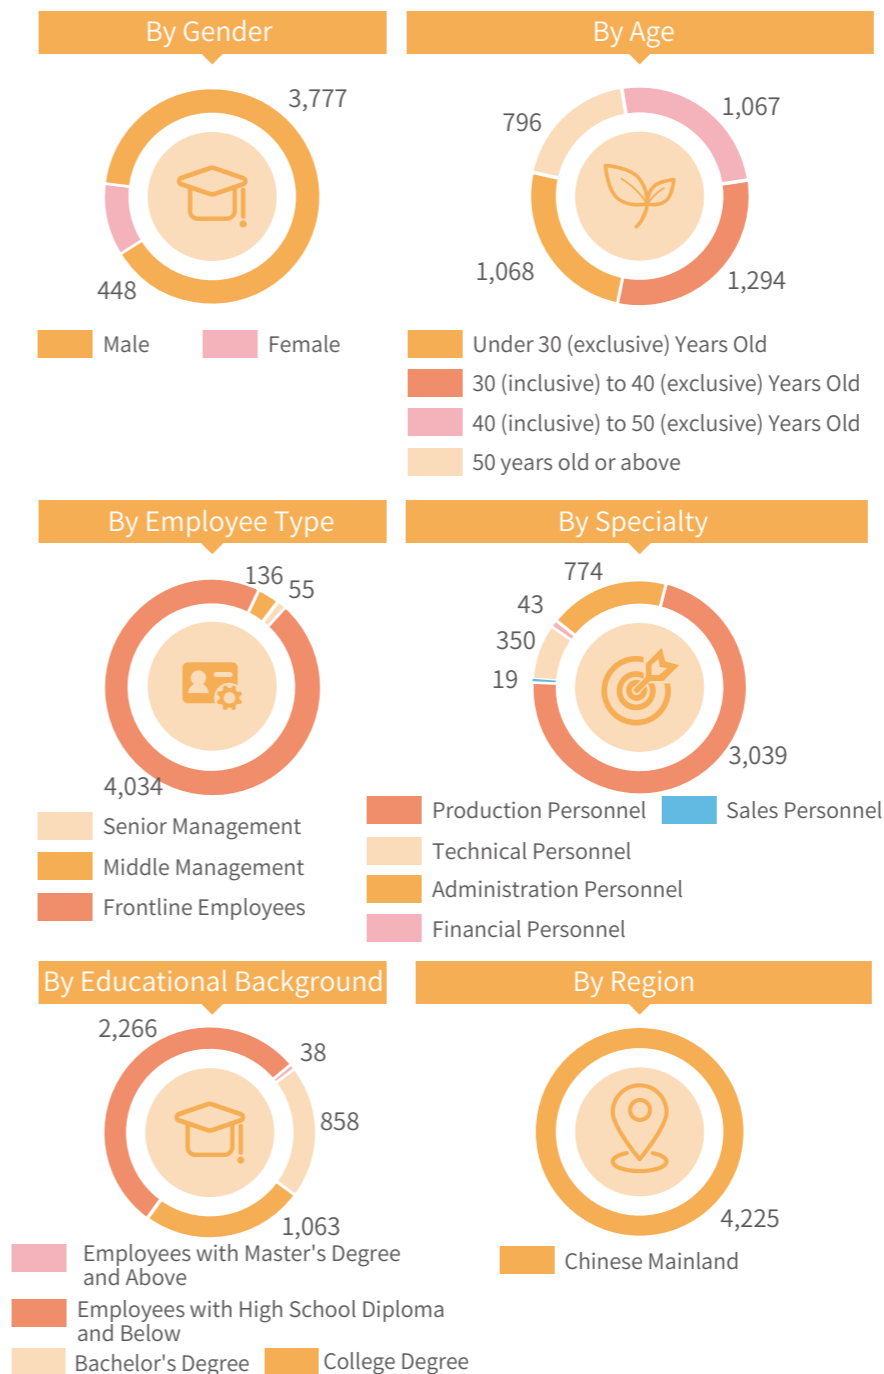 By Gender
3,777
448
Male
Female
By Age
796
1,067
1,068
1,294
Under 30 (exclusive) Years Old
30 (inclusive) to 40 (exclusive) Years Old
40 (inclusive) to 50 (exclusive) Years Old
50 years old or above
By Employee Type
136
55
4,034
Senior Management
Middle Management
Frontline Employees
By Specialty
774
43
350
19
3,039
Production Personnel
Sales Personnel
Technical Personnel
Administration Personnel
Financial Personnel
By Educational Background
2,266
38
858
1,063
Employees with Master's Degree
and Above
Employees with High School Diploma
and Below
Bachelor's Degree
College Degree
By Region
4,225
Chinese Mainland